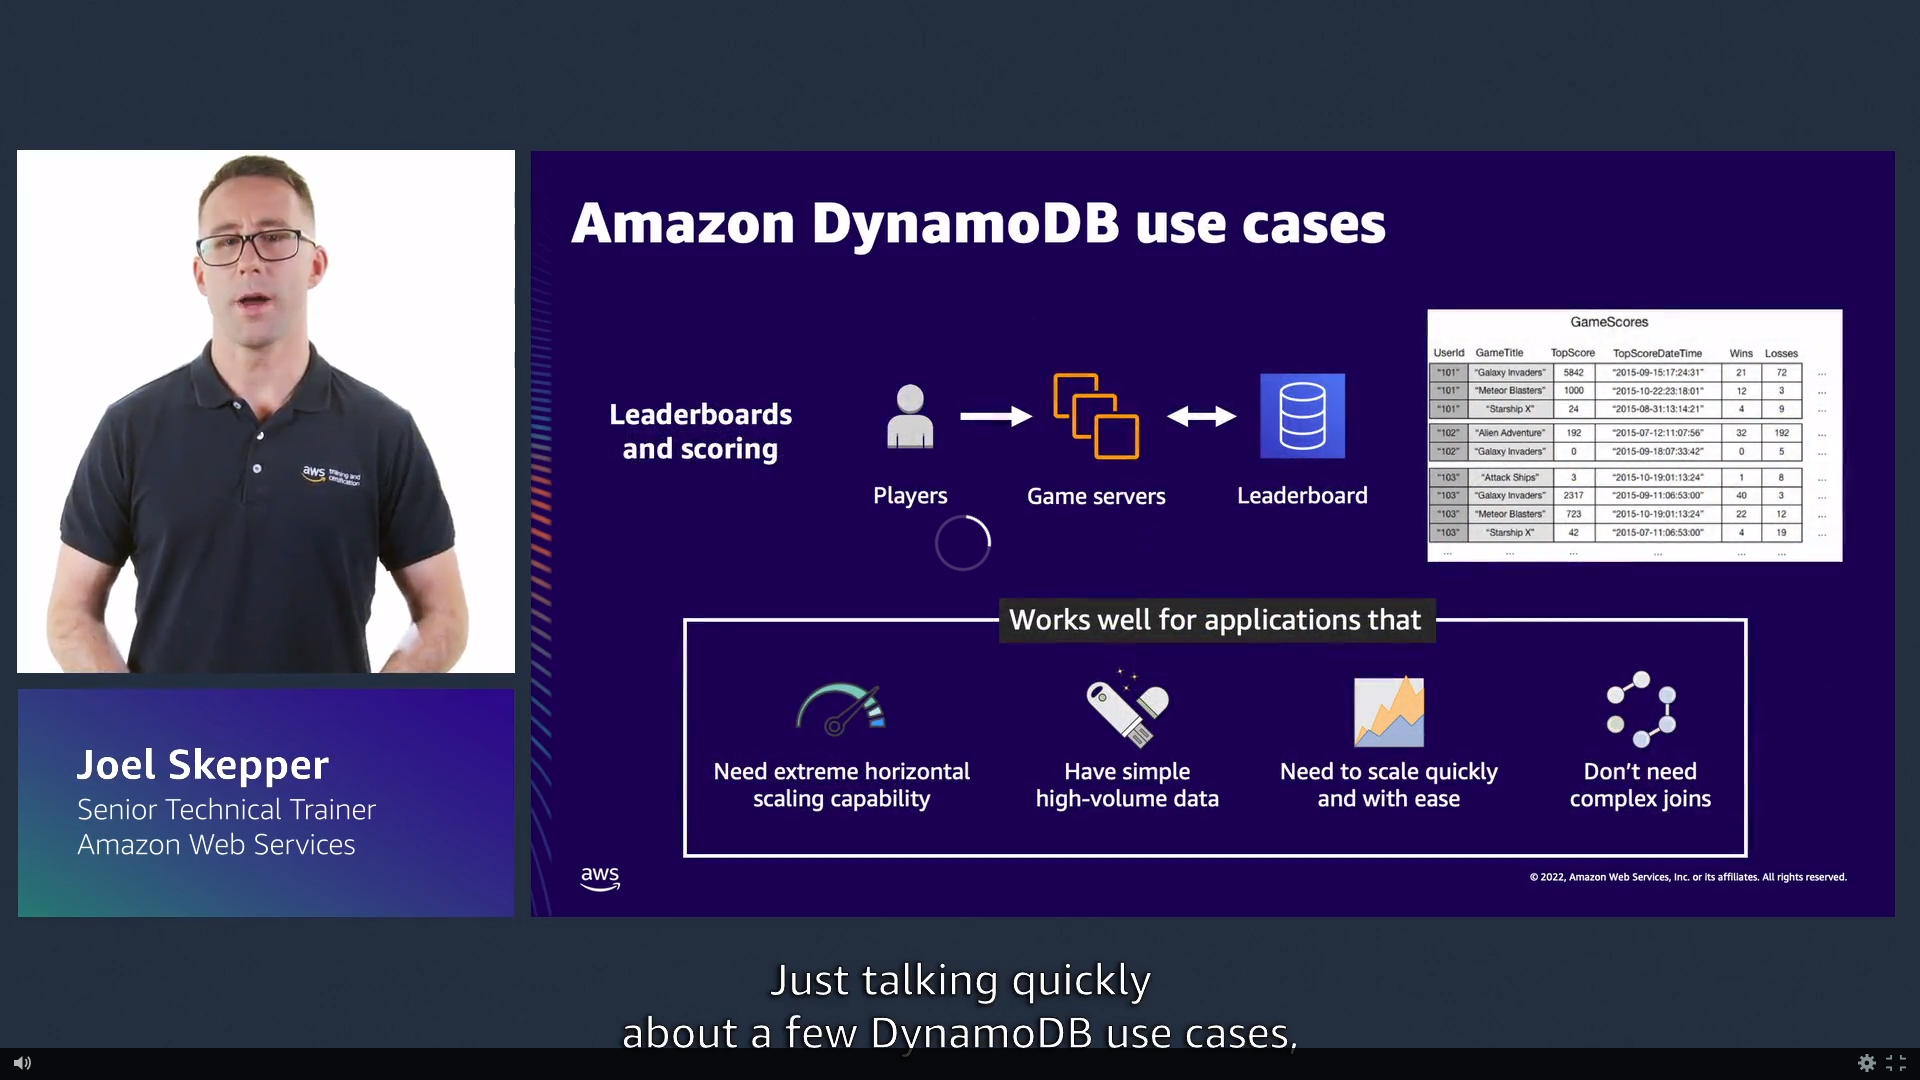 Amazon DynamoDB use cases
Leaderboards
and scoring
Players
Game servers
Leaderboard
GameScores
UserId GameTitle TopScore TopScoreDateTime Wins Losses
"101" "Galaxy Invaders" 5842 "2015-09-15:17:24:31" 21 72 ...
"101" "Meteor Blasters" 1000 "2015-10-22:23:18:01" 12 3 ...
"101" "Starship X" 24 "2015-08-31:13:14:21" 4 9 ...
"102" "Alien Adventure" 192 "2015-07-12:11:07:56" 32 192 ...
"102" "Galaxy Invaders" 0 "2015-09-18:07:33:42" 0 5 ...
"103" "Attack Ships" 3 "2015-10-19:01:13:24" 1 8 ...
"103" "Galaxy Invaders" 2317 "2015-09-11:06:53:00" 40 3 ...
"103" "Meteor Blasters" 723 "2015-10-19:01:13:24" 22 12 ...
"103" "Starship X" 42 "2015-07-11:06:53:00" 4 19 ...
... ... ... ... ... ...
aws training and
certification
Works well for applications that
Need extreme horizontal
scaling capability
Have simple
high-volume data
Need to scale quickly
and with ease
Don't need
complex joins
Joel Skepper
Senior Technical Trainer
Amazon Web Services
aws
© 2022, Amazon Web Services, Inc. or its affiliates. All rights reserved.
Just talking quickly
about a few DynamoDB use cases,